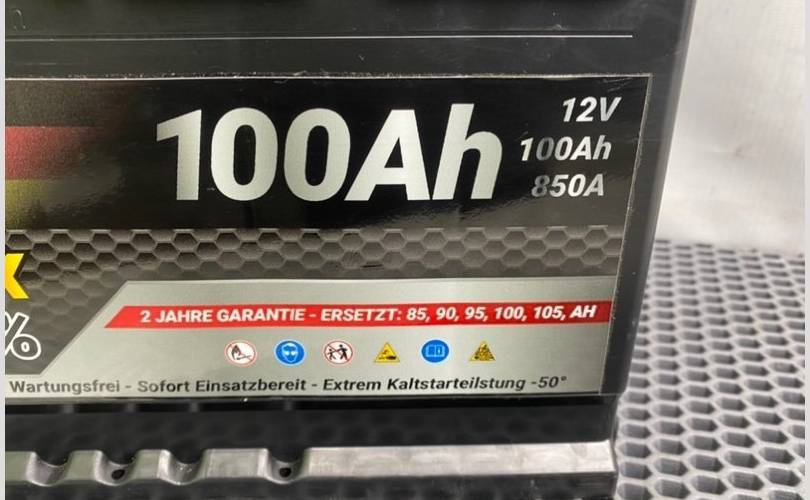 100Ah
12V
100Ah
850A
X
%
2 JAHRE GARANTIE - ERSETZT: 85, 90, 95, 100, 105, AH
Wartungsfrei - Sofort Einsatzbereit - Extrem Kaltstarteilstung -50°